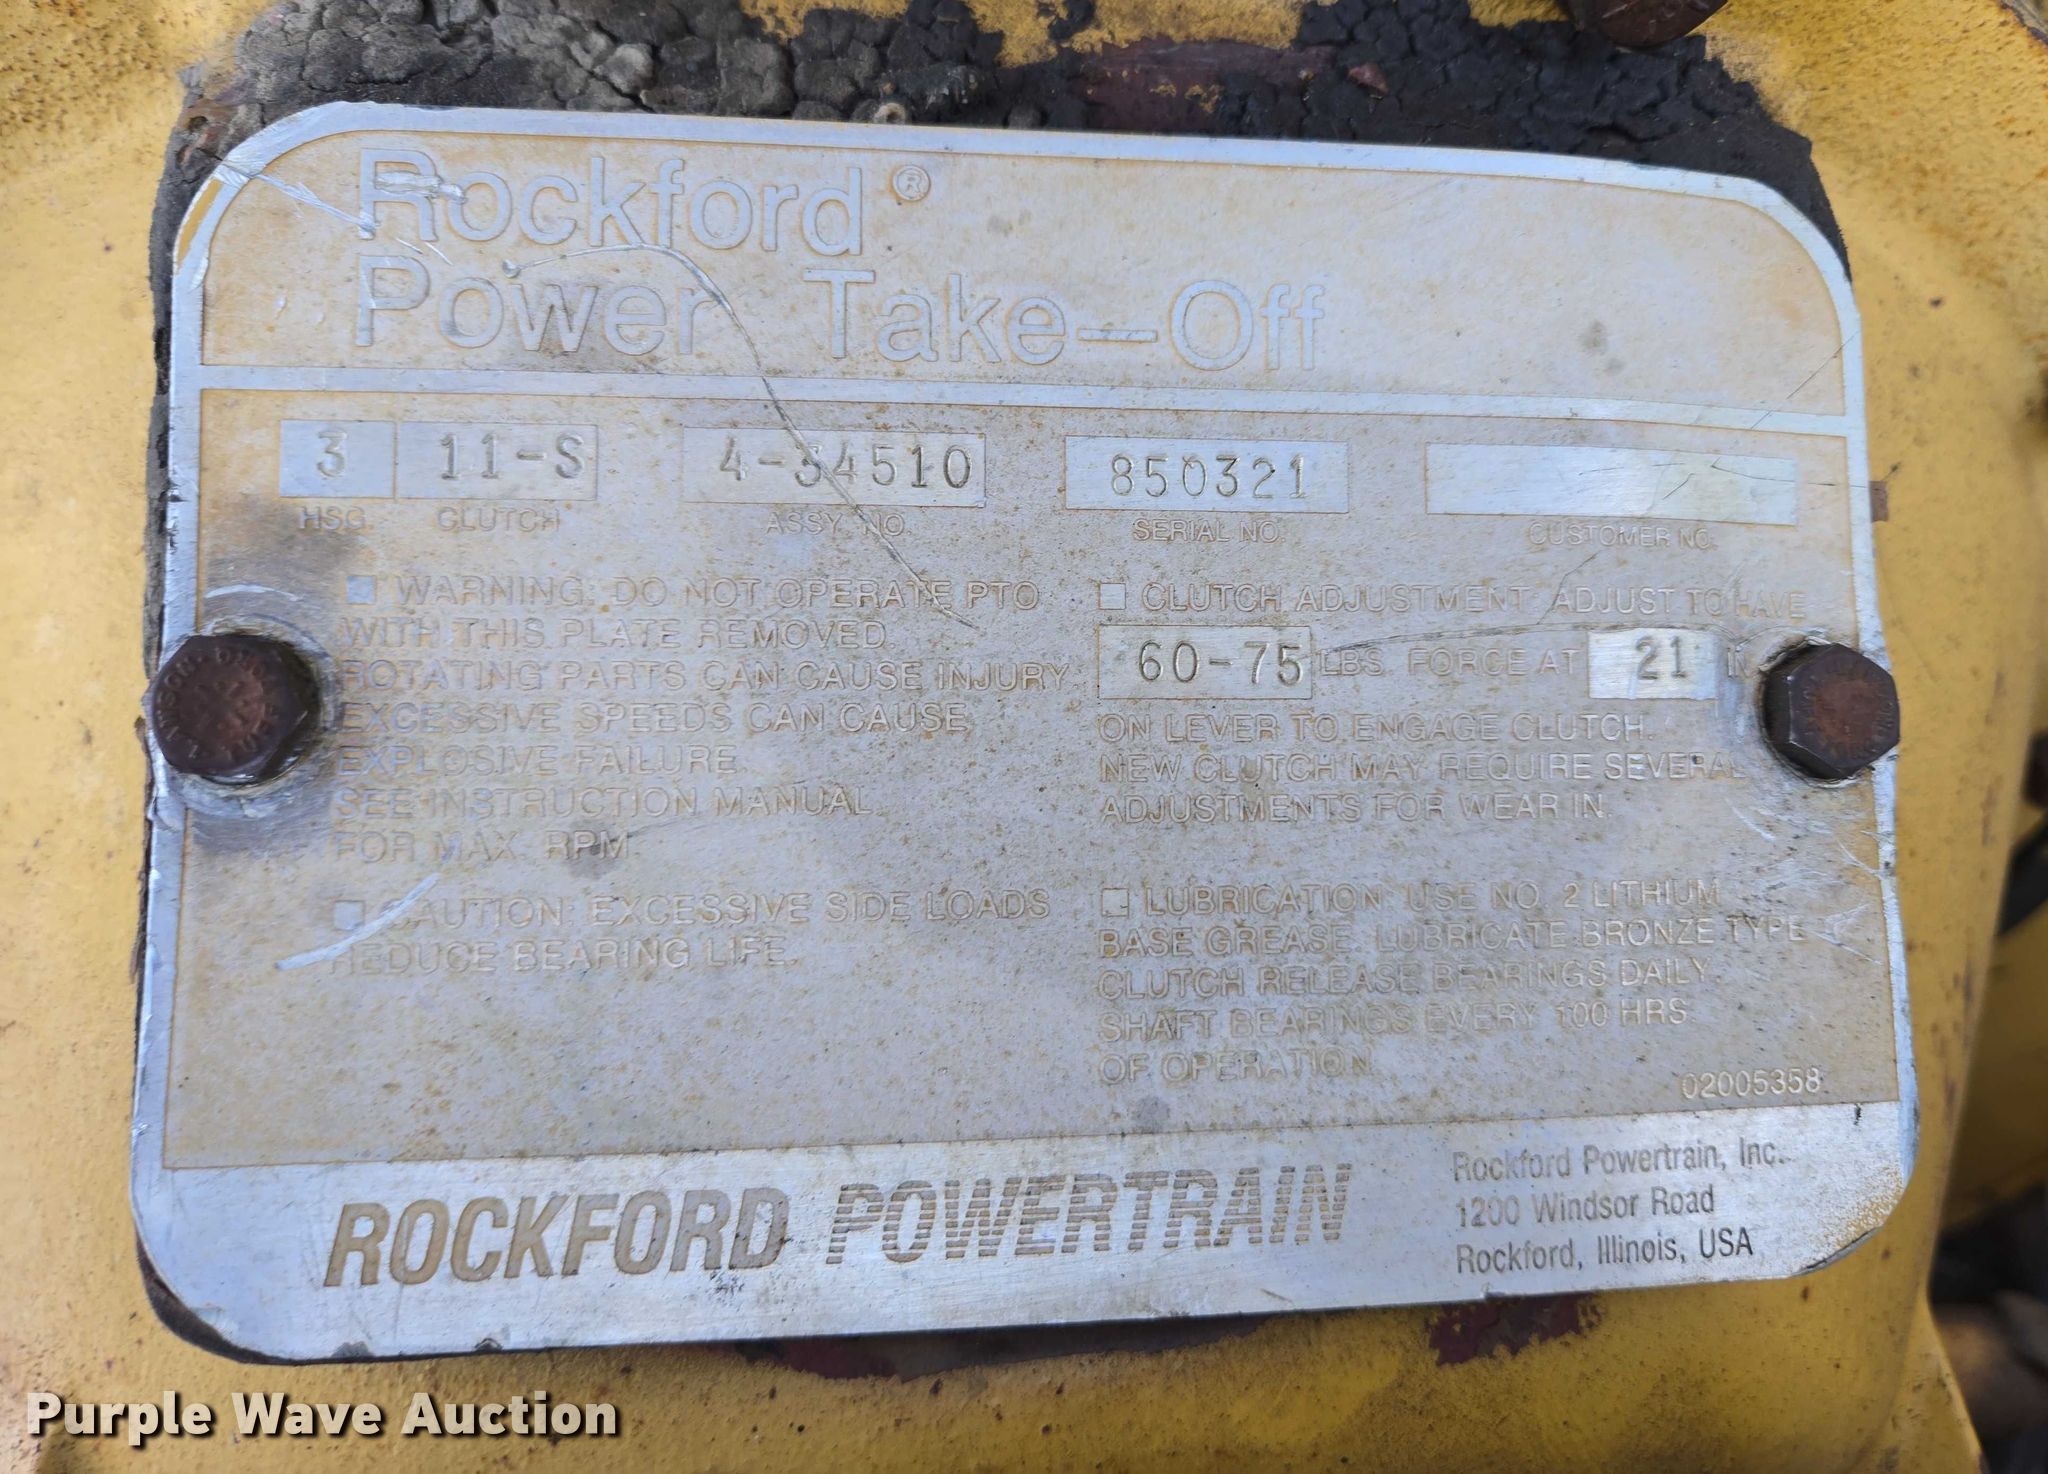 Rockford®
Power Take-Off
3 11-S 4-34510 850321
HSG. CLUTCH ASSY. NO. SERIAL NO. CUSTOMER NO.
☐ WARNING: DO NOT OPERATE PTO
WITH THIS PLATE REMOVED.
ROTATING PARTS CAN CAUSE INJURY.
EXCESSIVE SPEEDS CAN CAUSE
EXPLOSIVE FAILURE.
SEE INSTRUCTION MANUAL
FOR MAX. RPM.
☐ CAUTION: EXCESSIVE SIDE LOADS
REDUCE BEARING LIFE.
☐ CLUTCH ADJUSTMENT: ADJUST TO HAVE
60-75 LBS. FORCE AT 21 IN.
ON LEVER TO ENGAGE CLUTCH.
NEW CLUTCH MAY REQUIRE SEVERAL
ADJUSTMENTS FOR WEAR IN.
☐ LUBRICATION: USE NO. 2 LITHIUM
BASE GREASE. LUBRICATE BRONZE TYPE
CLUTCH RELEASE BEARINGS DAILY.
SHAFT BEARINGS EVERY 100 HRS.
OF OPERATION.
02005358
ROCKFORD POWERTRAIN
Rockford Powertrain, Inc.
1200 Windsor Road
Rockford, Illinois, USA
Purple Wave Auction